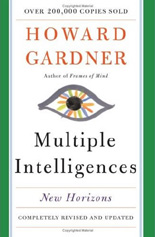 OVER 200,000 COPIES SOLD
HOWARD
GARDNER
Author of Frames of Mind
Multiple
Intelligences
New Horizons
COMPLETELY REVISED AND UPDATED